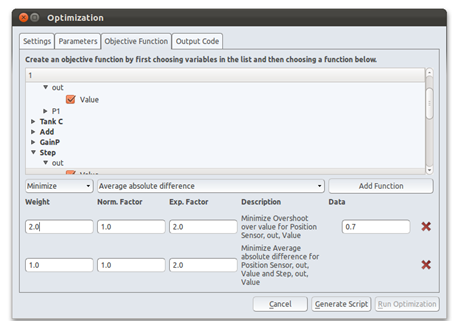 Optimization
Settings Parameters Objective Function Output Code
Create an objective function by first choosing variables in the list and then choosing a function below.
1
out
Value
P1
Tank C
Add
GainP
Step
out
Value
Minimize Average absolute difference Add Function
Weight Norm. Factor Exp. Factor Description Data
2.0 1.0 2.0 0.7
Minimize Overshoot
over value for Position
Sensor, out, Value
1.0 1.0 2.0
Minimize Average
absolute difference for
Position Sensor, out,
Value and Step, out,
Value
Cancel Generate Script Run Optimization